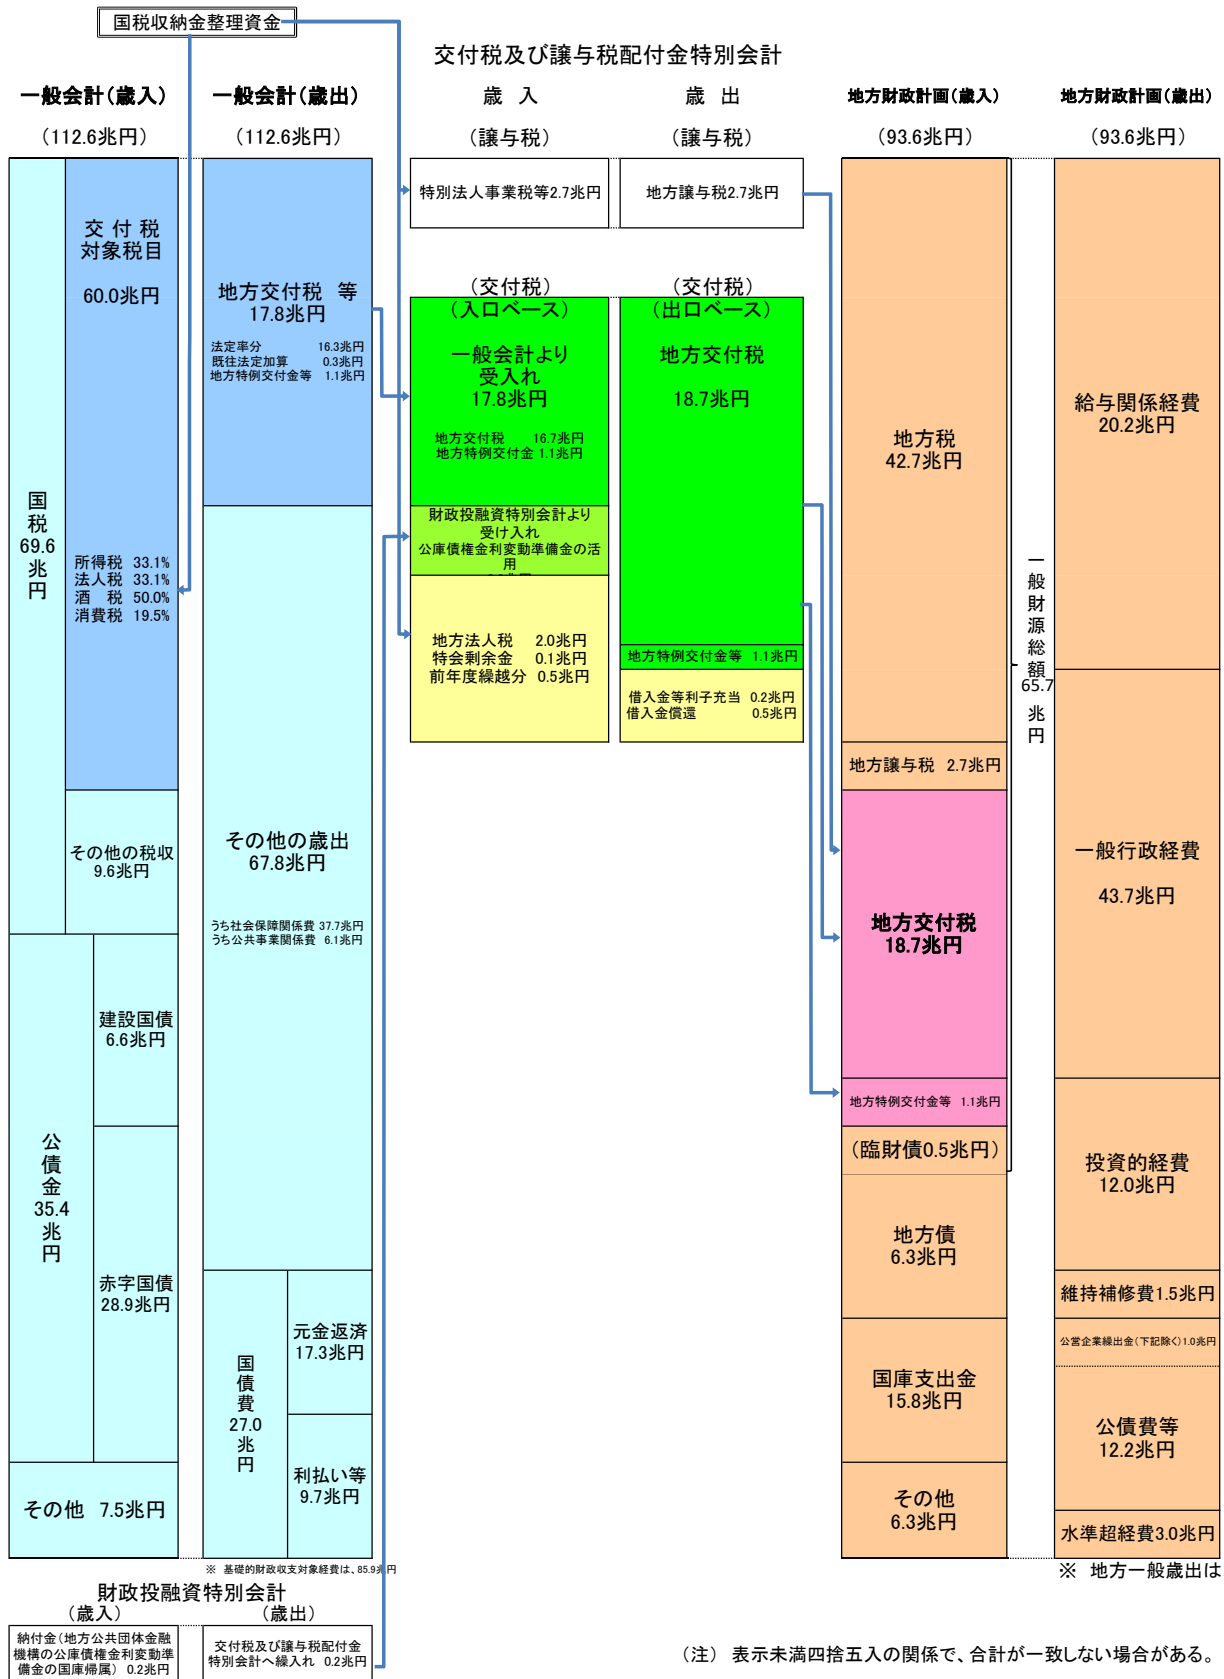 国税収納金整理資金
交付税及び譲与税配付金特別会計
一般会計(歳入)
(112.6兆円)
一般会計(歳出)
(112.6兆円)
歳 入
(譲与税)
歳 出
(譲与税)
地方財政計画(歳入)
(93.6兆円)
地方財政計画(歳出)
(93.6兆円)
国税
69.6
兆円
交 付 税
対象税目
60.0兆円
所得税 33.1%
法人税 33.1%
酒 税 50.0%
消費税 19.5%
その他の税収
9.6兆円
公債金
35.4
兆円
建設国債
6.6兆円
赤字国債
28.9兆円
その他 7.5兆円
地方交付税 等
17.8兆円
法定率分 16.3兆円
既往法定加算 0.3兆円
地方特例交付金等 1.1兆円
その他の歳出
67.8兆円
うち社会保障関係費 37.7兆円
うち公共事業関係費 6.1兆円
国債費
27.0
兆円
元金返済
17.3兆円
利払い等
9.7兆円
※ 基礎的財政収支対象経費は、85.9兆円
特別法人事業税等2.7兆円
地方譲与税2.7兆円
(交付税)
(入口ベース)
一般会計より
受入れ
17.8兆円
地方交付税 16.7兆円
地方特例交付金 1.1兆円
財政投融資特別会計より
受け入れ
公庫債権金利変動準備金の活
用
地方法人税 2.0兆円
特会剰余金 0.1兆円
前年度繰越分 0.5兆円
(交付税)
(出口ベース)
地方交付税
18.7兆円
地方特例交付金等 1.1兆円
借入金等利子充当 0.2兆円
借入金償還 0.5兆円
地方税
42.7兆円
地方譲与税 2.7兆円
地方交付税
18.7兆円
地方特例交付金等 1.1兆円
(臨財債0.5兆円)
地方債
6.3兆円
国庫支出金
15.8兆円
その他
6.3兆円
一般財源総額
65.7
兆円
給与関係経費
20.2兆円
一般行政経費
43.7兆円
投資的経費
12.0兆円
維持補修費1.5兆円
公営企業繰出金(下記除く)1.0兆円
公債費等
12.2兆円
水準超経費3.0兆円
※ 地方一般歳出は
財政投融資特別会計
(歳入)
(歳出)
納付金(地方公共団体金融
機構の公庫債権金利変動準
備金の国庫帰属) 0.2兆円
交付税及び譲与税配付金
特別会計へ繰入れ 0.2兆円
(注) 表示未満四捨五入の関係で、合計が一致しない場合がある。